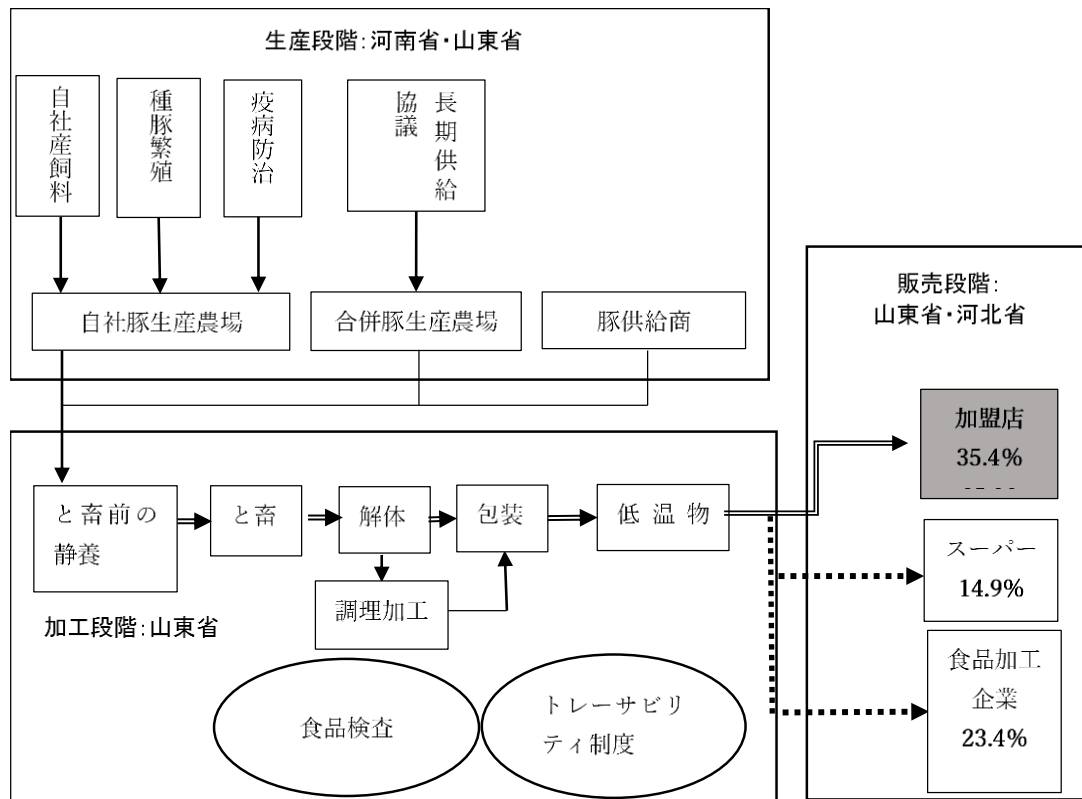 生産段階：河南省・山東省
自社産飼料
種豚繁殖
疫病防治
長期供給
協議
自社豚生産農場
合併豚生産農場
豚供給商
販売段階：
山東省・河北省
加盟店
35.4%
スーパー
14.9%
食品加工
企業
23.4%
と畜前の
静養
と畜
解体
包装
低温物
調理加工
加工段階：山東省
食品検査
トレーサビリ
ティ制度